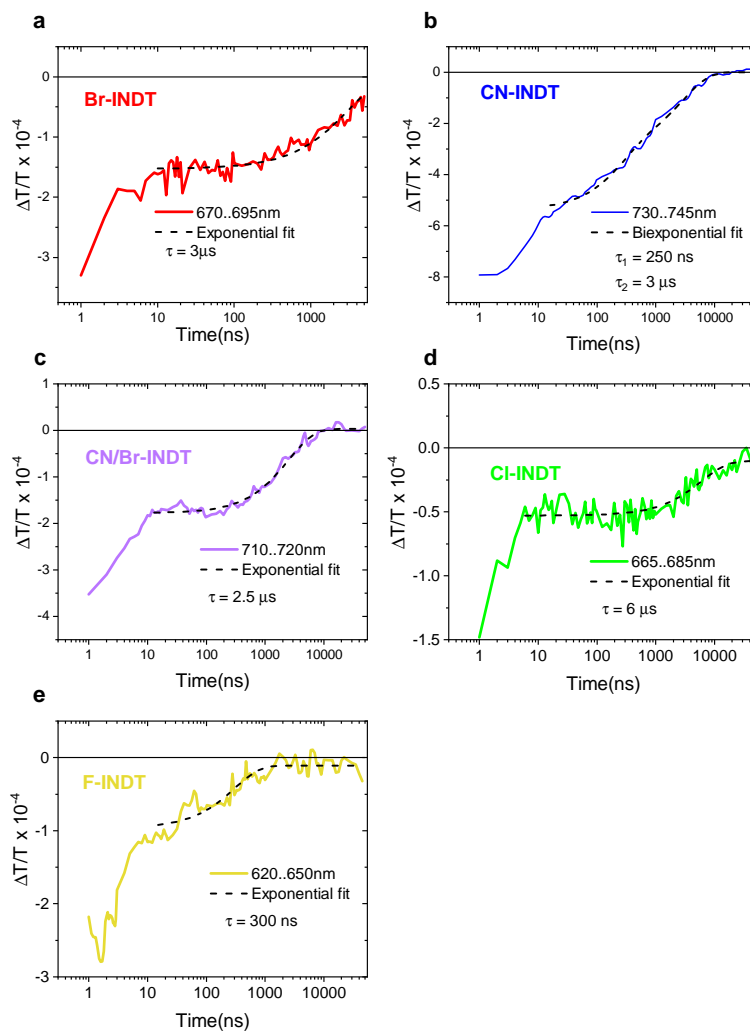 a
0
-1
-2
-3
1
10
100
1000
Br-INDT
670..695nm
Exponential fit
τ = 3μs
Time(ns)
ΔT/T x 10⁻⁴
b
0
-2
-4
-6
-8
1
10
100
1000
10000
CN-INDT
730..745nm
Biexponential fit
τ₁ = 250 ns
τ₂ = 3 μs
Time(ns)
ΔT/T x 10⁻⁴
c
1
0
-1
-2
-3
-4
1
10
100
1000
10000
CN/Br-INDT
710..720nm
Exponential fit
τ = 2.5 μs
Time(ns)
ΔT/T x 10⁻⁴
d
0.5
0.0
-0.5
-1.0
-1.5
1
10
100
1000
10000
Cl-INDT
665..685nm
Exponential fit
τ = 6 μs
Time(ns)
ΔT/T x 10⁻⁴
e
0
-1
-2
-3
1
10
100
1000
10000
F-INDT
620..650nm
Exponential fit
τ = 300 ns
Time(ns)
ΔT/T x 10⁻⁴